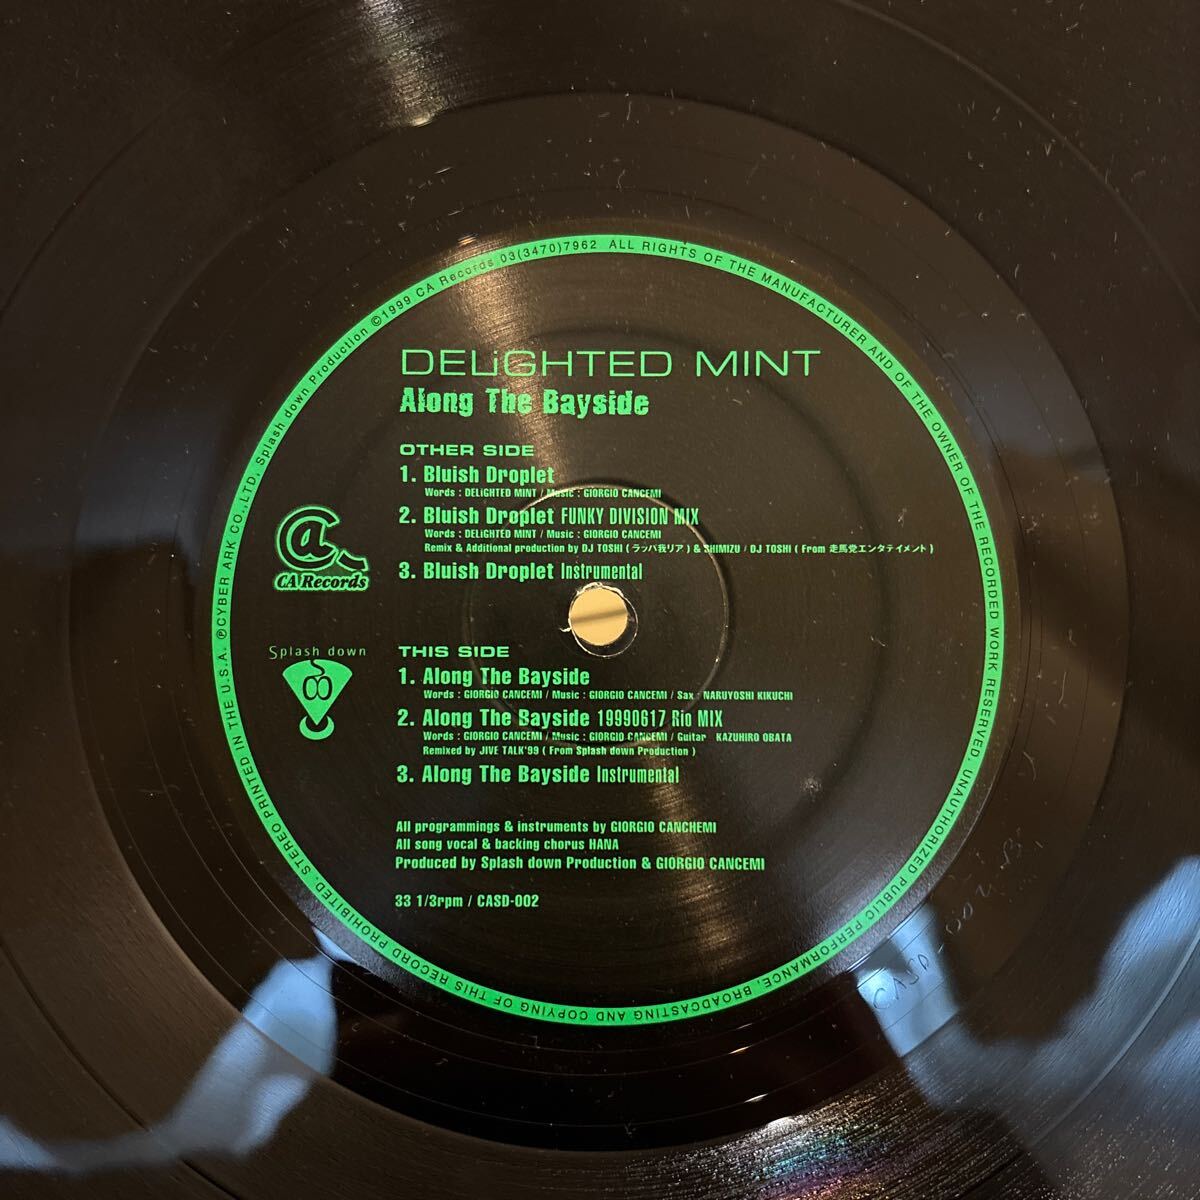 DELiGHTED MINT
Along The Bayside
OTHER SIDE
1. Bluish Droplet
Words : DELiGHTED MINT / Music : GIORGIO CANCEMI
2. Bluish Droplet FUNKY DIVISION MIX
Words : DELiGHTED MINT / Music : GIORGIO CANCEMI
Remix & Additional production by DJ TOSHI ( ラッパ我リア ) & SHIMIZU / DJ TOSHI ( From 走馬党エンタテイメント )
3. Bluish Droplet Instrumental
CA Records
THIS SIDE
1. Along The Bayside
Words : GIORGIO CANCEMI / Music : GIORGIO CANCEMI / Sax : NARUYOSHI KIKUCHI
2. Along The Bayside 19990617 Rio MIX
Words : GIORGIO CANCEMI / Music : GIORGIO CANCEMI / Guitar KAZUHIRO OBATA
Remixed by JIVE TALK'99 ( From Splash down Production )
3. Along The Bayside Instrumental
Splash down
All programmings & instruments by GIORGIO CANCHEMI
All song vocal & backing chorus HANA
Produced by Splash down Production & GIORGIO CANCEMI
33 1/3rpm / CASD-002
STEREO PRINTED IN THE U.S.A. ℗CYBER ARK CO.,LTD. Splash down Production ©1999 CA Records 03(3470)7962 ALL RIGHTS OF THE MANUFACTURER AND OF THE OWNER OF THE RECORDED WORK RESERVED. UNAUTHORIZED PUBLIC PERFORMANCE, BROADCASTING AND COPYING OF THIS RECORD PROHIBITED.
CASD-002 B